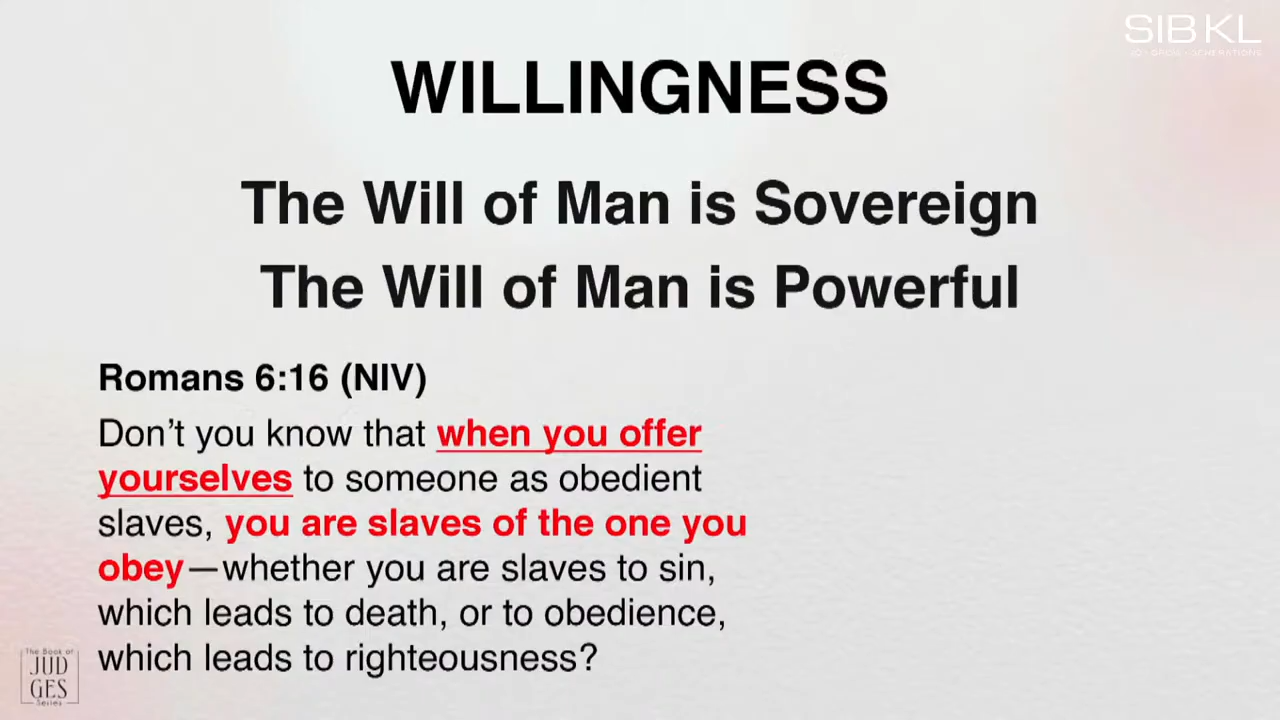 SIB KL
WILLINGNESS
The Will of Man is Sovereign
The Will of Man is Powerful
Romans 6:16 (NIV)
Don’t you know that when you offer
yourselves to someone as obedient
slaves, you are slaves of the one you
obey—whether you are slaves to sin,
which leads to death, or to obedience,
which leads to righteousness?
The Book of
JUD
GES
Series